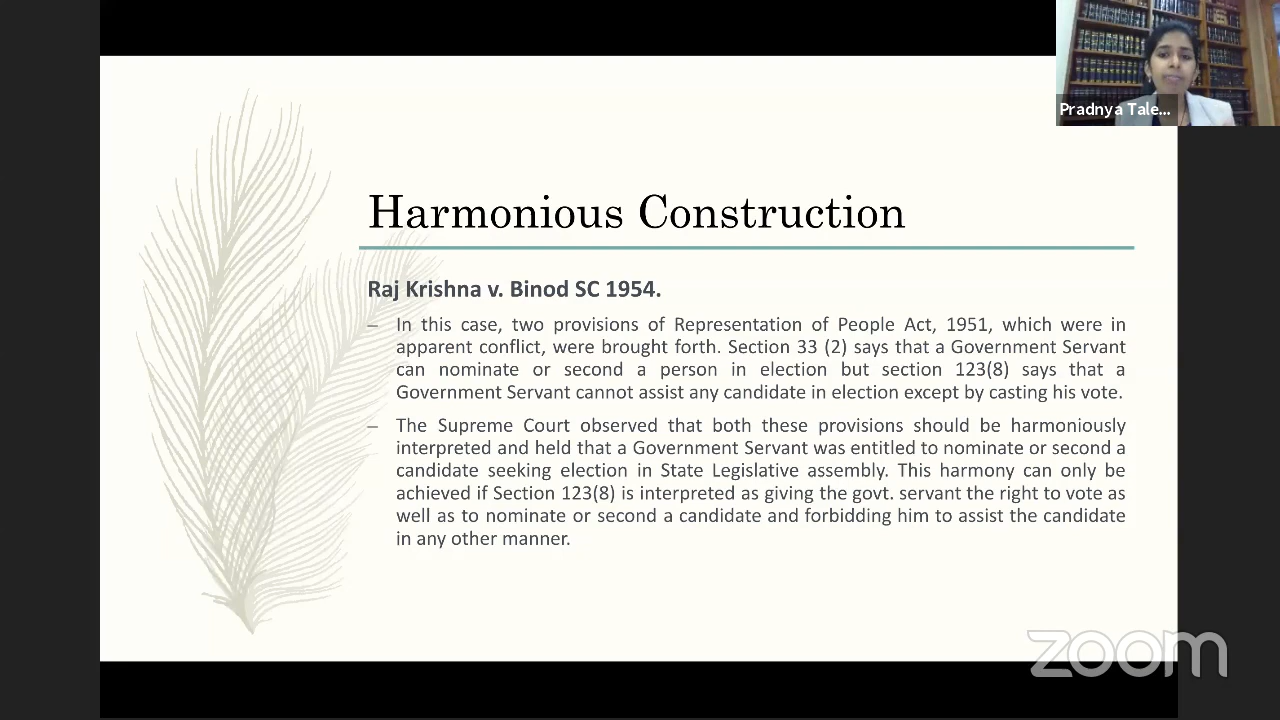 Pradnya Tale...
Harmonious Construction
Raj Krishna v. Binod SC 1954.
– In this case, two provisions of Representation of People Act, 1951, which were in
apparent conflict, were brought forth. Section 33 (2) says that a Government Servant
can nominate or second a person in election but section 123(8) says that a
Government Servant cannot assist any candidate in election except by casting his vote.
– The Supreme Court observed that both these provisions should be harmoniously
interpreted and held that a Government Servant was entitled to nominate or second a
candidate seeking election in State Legislative assembly. This harmony can only be
achieved if Section 123(8) is interpreted as giving the govt. servant the right to vote as
well as to nominate or second a candidate and forbidding him to assist the candidate
in any other manner.
zoom